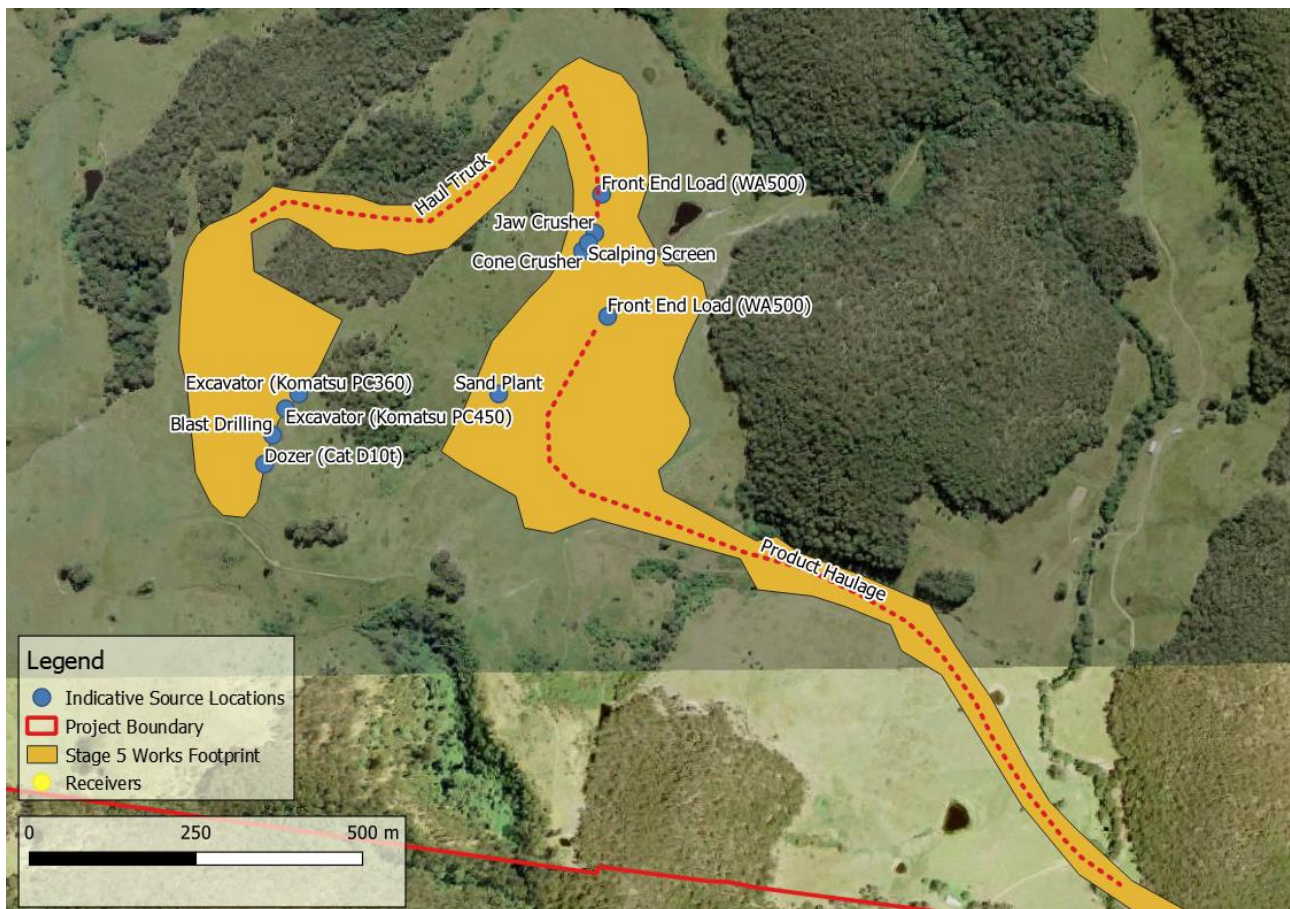 Haul Truck
Front End Load (WA500)
Jaw Crusher
Scalping Screen
Cone Crusher
Front End Load (WA500)
Excavator (Komatsu PC360)
Sand Plant
Excavator (Komatsu PC450)
Blast Drilling
Dozer (Cat D10t)
Product Haulage
Legend
Indicative Source Locations
Project Boundary
Stage 5 Works Footprint
Receivers
0 250 500 m